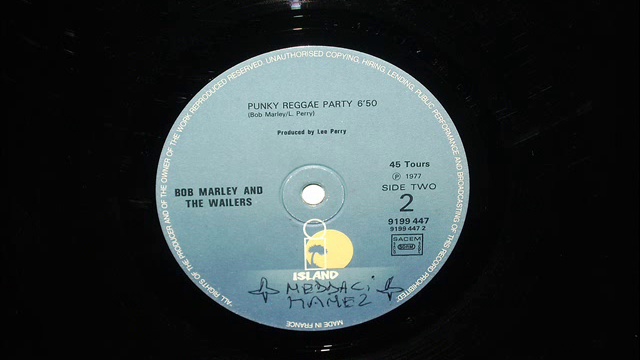 "ALL RIGHTS OF THE PRODUCER AND OF THE OWNER OF THE WORK REPRODUCED RESERVED. UNAUTHORISED COPYING, HIRING, LENDING, PUBLIC PERFORMANCE AND BROADCASTING OF THIS RECORD PROHIBITED"
PUNKY REGGAE PARTY 6'50
(Bob Marley/L. Perry)
Produced by Lee Perry
45 Tours
℗ 1977
SIDE TWO
2
BOB MARLEY AND
THE WAILERS
9199 447
9199 447 2
SACEM
ISLAND
MEDDACI
MAMEZ
MADE IN FRANCE